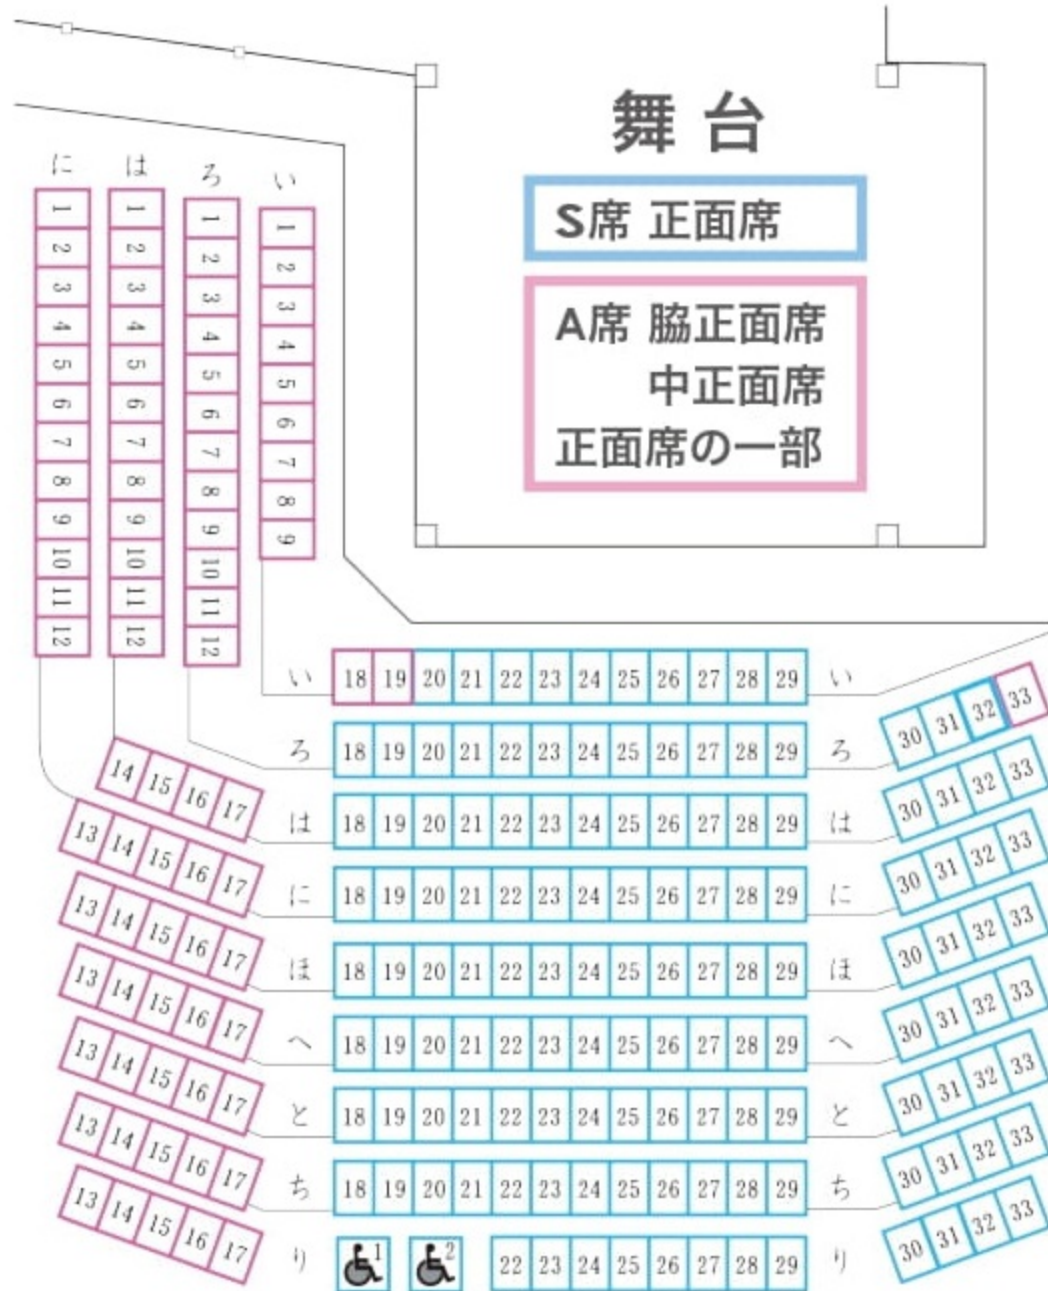 舞台
S席 正面席
A席 脇正面席
中正面席
正面席の一部
に は ろ い
1 1 1 1
2 2 2 2
3 3 3 3
4 4 4 4
5 5 5 5
6 6 6 6
7 7 7 7
8 8 8 8
9 9 9 9
10 10 10
11 11 11
12 12 12
い 18 19 20 21 22 23 24 25 26 27 28 29 い
ろ 18 19 20 21 22 23 24 25 26 27 28 29 ろ 30 31 32 33
14 15 16 17 は 18 19 20 21 22 23 24 25 26 27 28 29 は 30 31 32 33
13 14 15 16 17 に 18 19 20 21 22 23 24 25 26 27 28 29 に 30 31 32 33
13 14 15 16 17 ほ 18 19 20 21 22 23 24 25 26 27 28 29 ほ 30 31 32 33
13 14 15 16 17 へ 18 19 20 21 22 23 24 25 26 27 28 29 へ 30 31 32 33
13 14 15 16 17 と 18 19 20 21 22 23 24 25 26 27 28 29 と 30 31 32 33
13 14 15 16 17 ち 18 19 20 21 22 23 24 25 26 27 28 29 ち 30 31 32 33
13 14 15 16 17 り 1 2 22 23 24 25 26 27 28 29 り 30 31 32 33